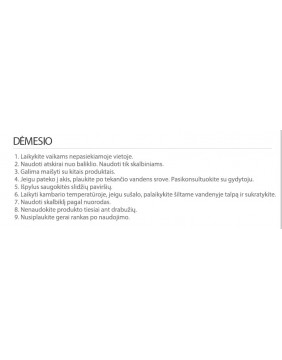 DĖMESIO
1. Laikykite vaikams nepasiekiamoje vietoje.
2. Naudoti atskirai nuo baliklio. Naudoti tik skalbiniams.
3. Galima maišyti su kitais produktais.
4. Jeigu pateko į akis, plaukite po tekančio vandens srove. Pasikonsultuokite su gydytoju.
5. Išpylus saugokitės slidžių paviršių.
6. Laikyti kambario temperatūroje, jeigu sušalo, palaikykite šiltame vandenyje talpą ir sukratykite.
7. Naudoti skalbiklį pagal nuorodas.
8. Nenaudokite produkto tiesiai ant drabužių.
9. Nusiplaukite gerai rankas po naudojimo.